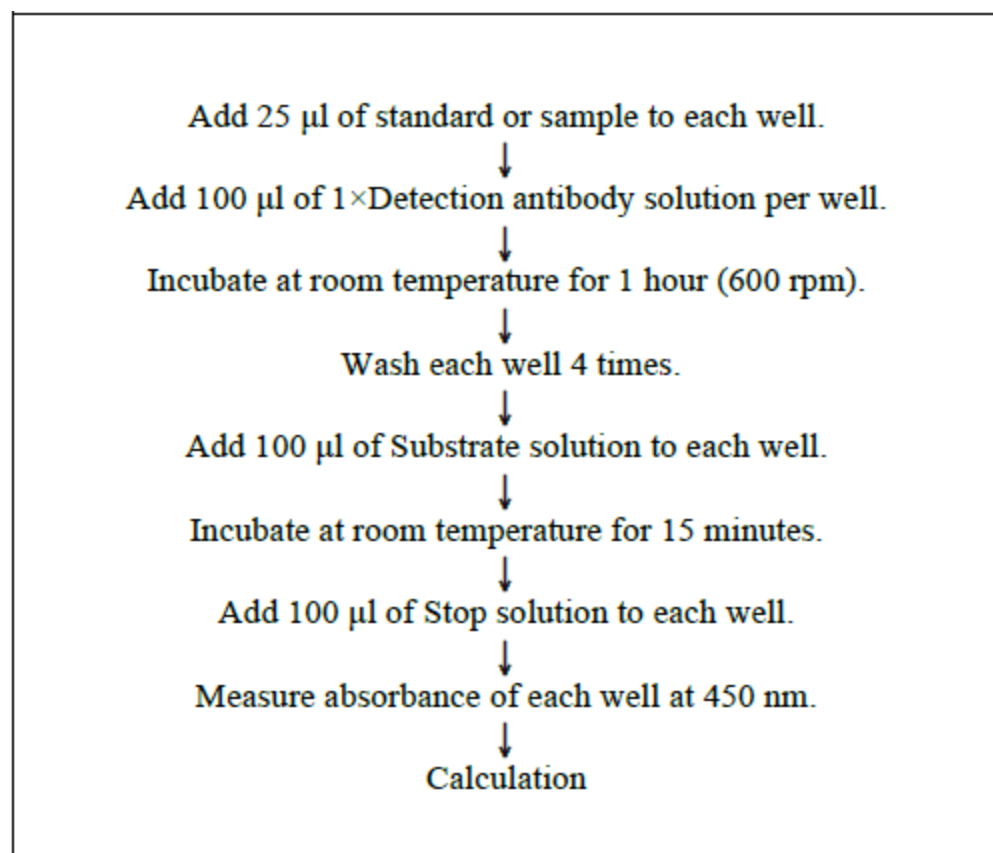 Add 25 μl of standard or sample to each well.
↓
Add 100 μl of 1×Detection antibody solution per well.
↓
Incubate at room temperature for 1 hour (600 rpm).
↓
Wash each well 4 times.
↓
Add 100 μl of Substrate solution to each well.
↓
Incubate at room temperature for 15 minutes.
↓
Add 100 μl of Stop solution to each well.
↓
Measure absorbance of each well at 450 nm.
↓
Calculation